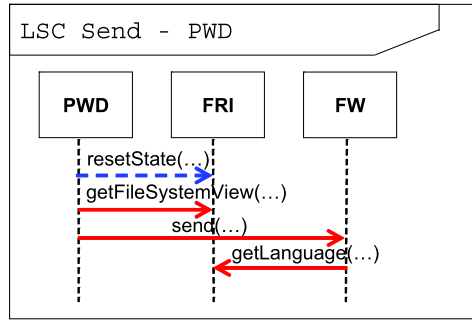 LSC Send - PWD
PWD FRI FW
resetState(…)
getFileSystemView(…)
send(…)
getLanguage(…)